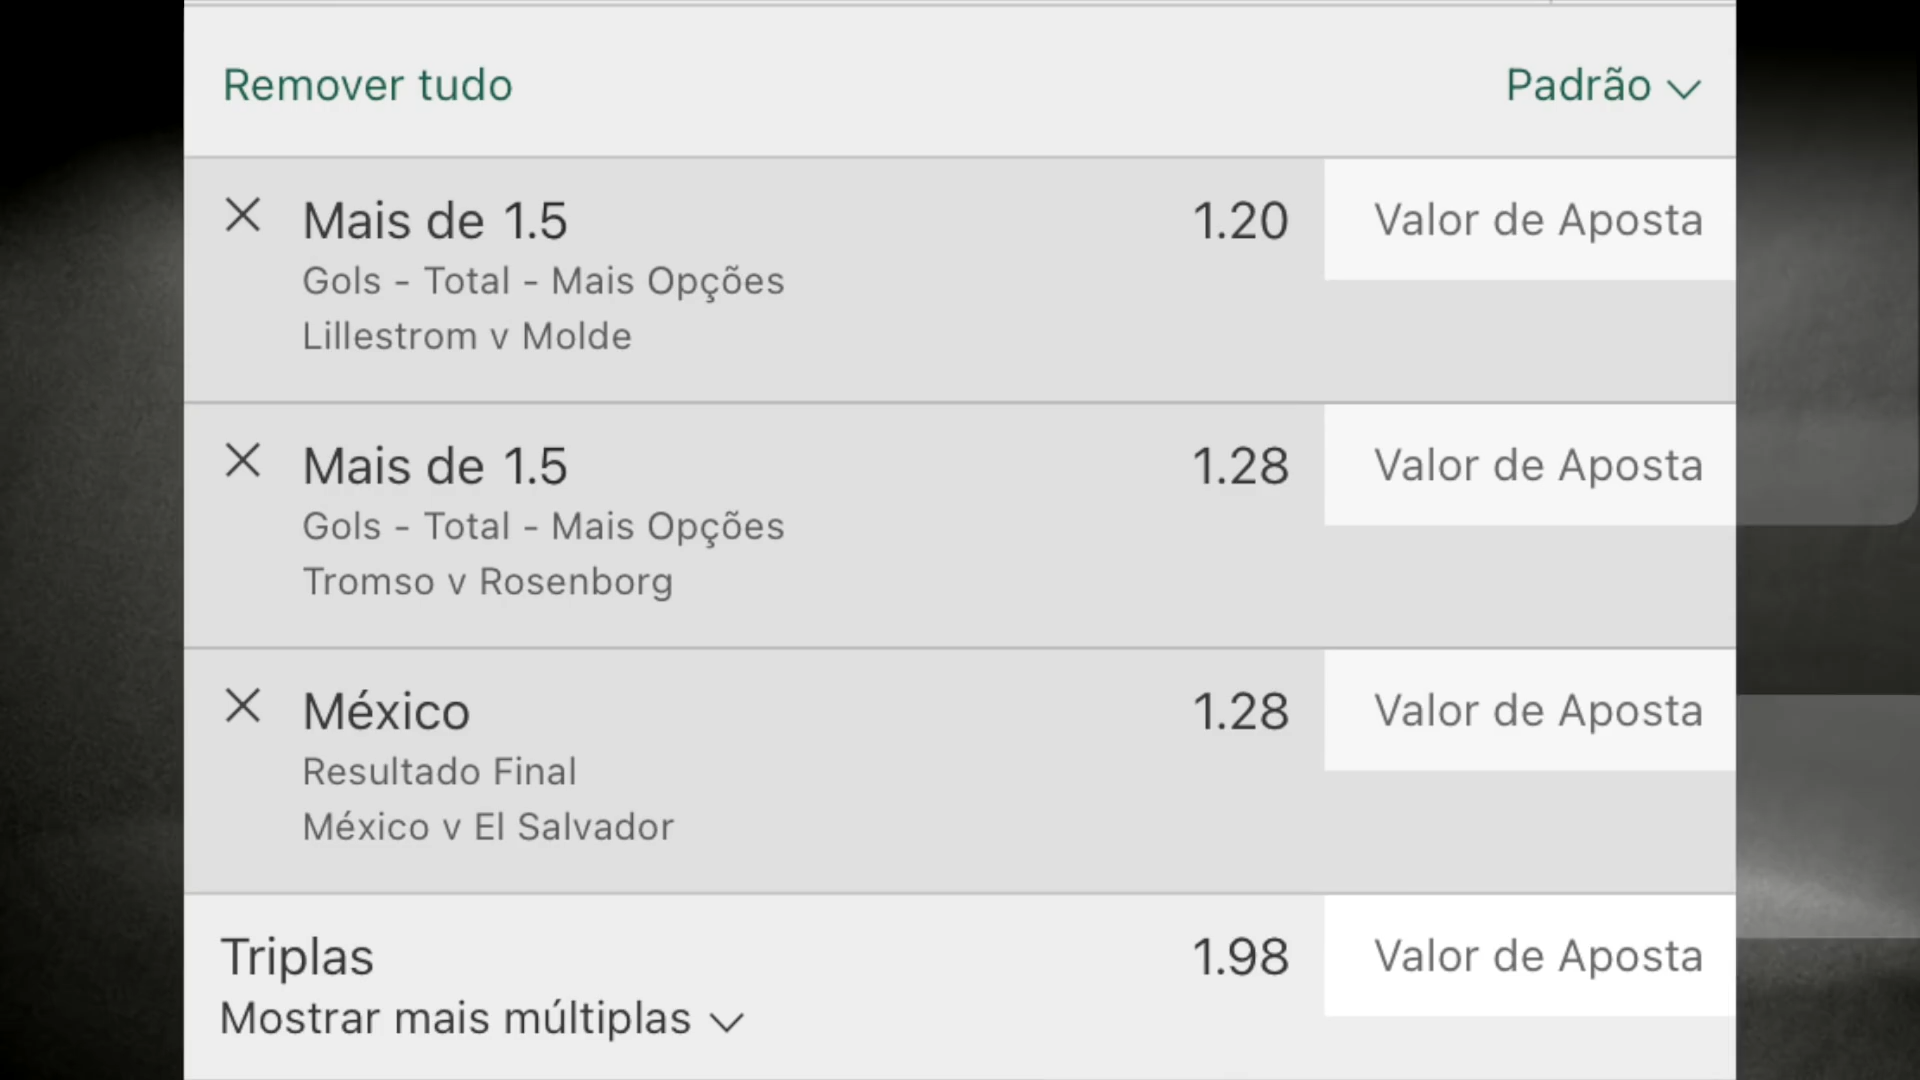 Remover tudo
Padrão
Mais de 1.5
1.20
Valor de Aposta
Gols - Total - Mais Opções
Lillestrom v Molde
Mais de 1.5
1.28
Valor de Aposta
Gols - Total - Mais Opções
Tromso v Rosenborg
México
1.28
Valor de Aposta
Resultado Final
México v El Salvador
Triplas
1.98
Valor de Aposta
Mostrar mais múltiplas